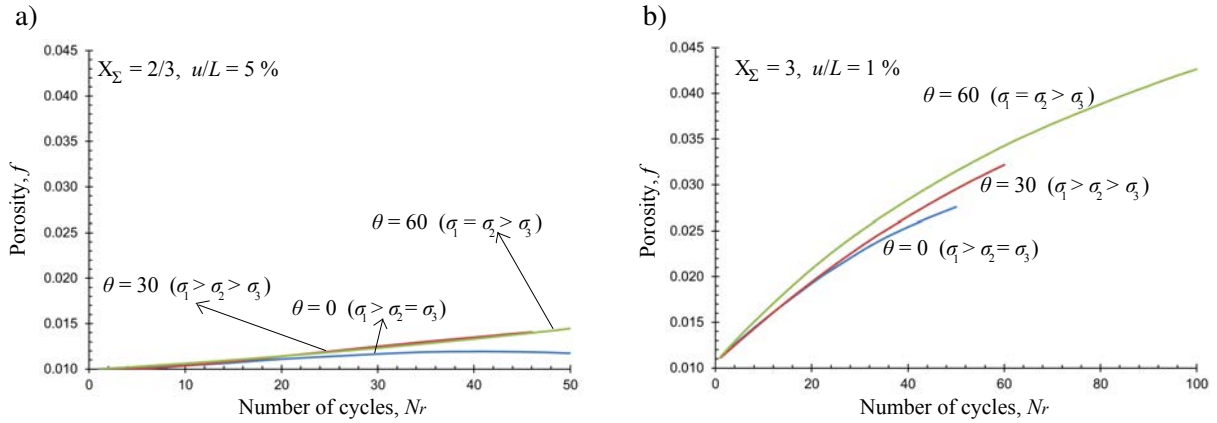 a)
0.045
0.040
0.035
0.030
0.025
0.020
0.015
0.010
Porosity, f
X_Σ = 2/3, u/L = 5 %
θ = 60 (σ₁ = σ₂ > σ₃)
θ = 30 (σ₁ > σ₂ > σ₃)
θ = 0 (σ₁ > σ₂ = σ₃)
0 10 20 30 40 50
Number of cycles, Nr
b)
0.045
0.040
0.035
0.030
0.025
0.020
0.015
0.010
Porosity, f
X_Σ = 3, u/L = 1 %
θ = 60 (σ₁ = σ₂ > σ₃)
θ = 30 (σ₁ > σ₂ > σ₃)
θ = 0 (σ₁ > σ₂ = σ₃)
0 20 40 60 80 100
Number of cycles, Nr